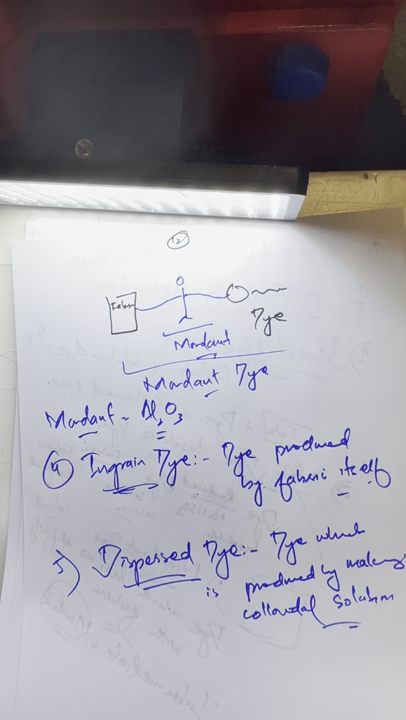 12
Fabric
Dye
Mordant
Mordant Dye
Mordant - Al2O3
4) Ingrain Dye:- Dye produced
by fabric itself
5) Dispessed Dye:- Dye which
is produced by making
colloidal solution